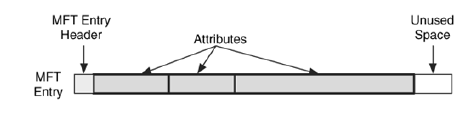 MFT Entry
Header
Attributes
Unused
Space
MFT
Entry